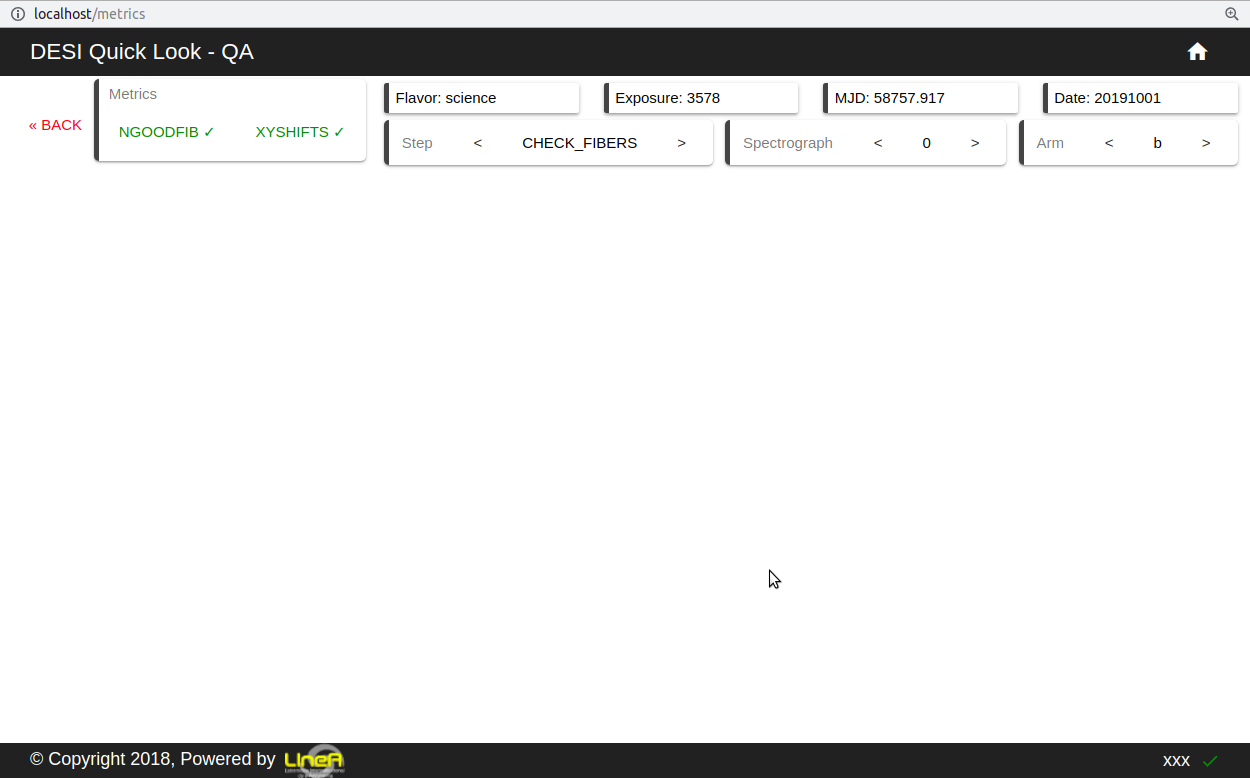 localhost/metrics
DESI Quick Look - QA
« BACK
Metrics
NGOODFIB ✓ XYSHIFTS ✓
Flavor: science Exposure: 3578 MJD: 58757.917 Date: 20191001
Step < CHECK_FIBERS > Spectrograph < 0 > Arm < b >
© Copyright 2018, Powered by LIneA
xxx ✓